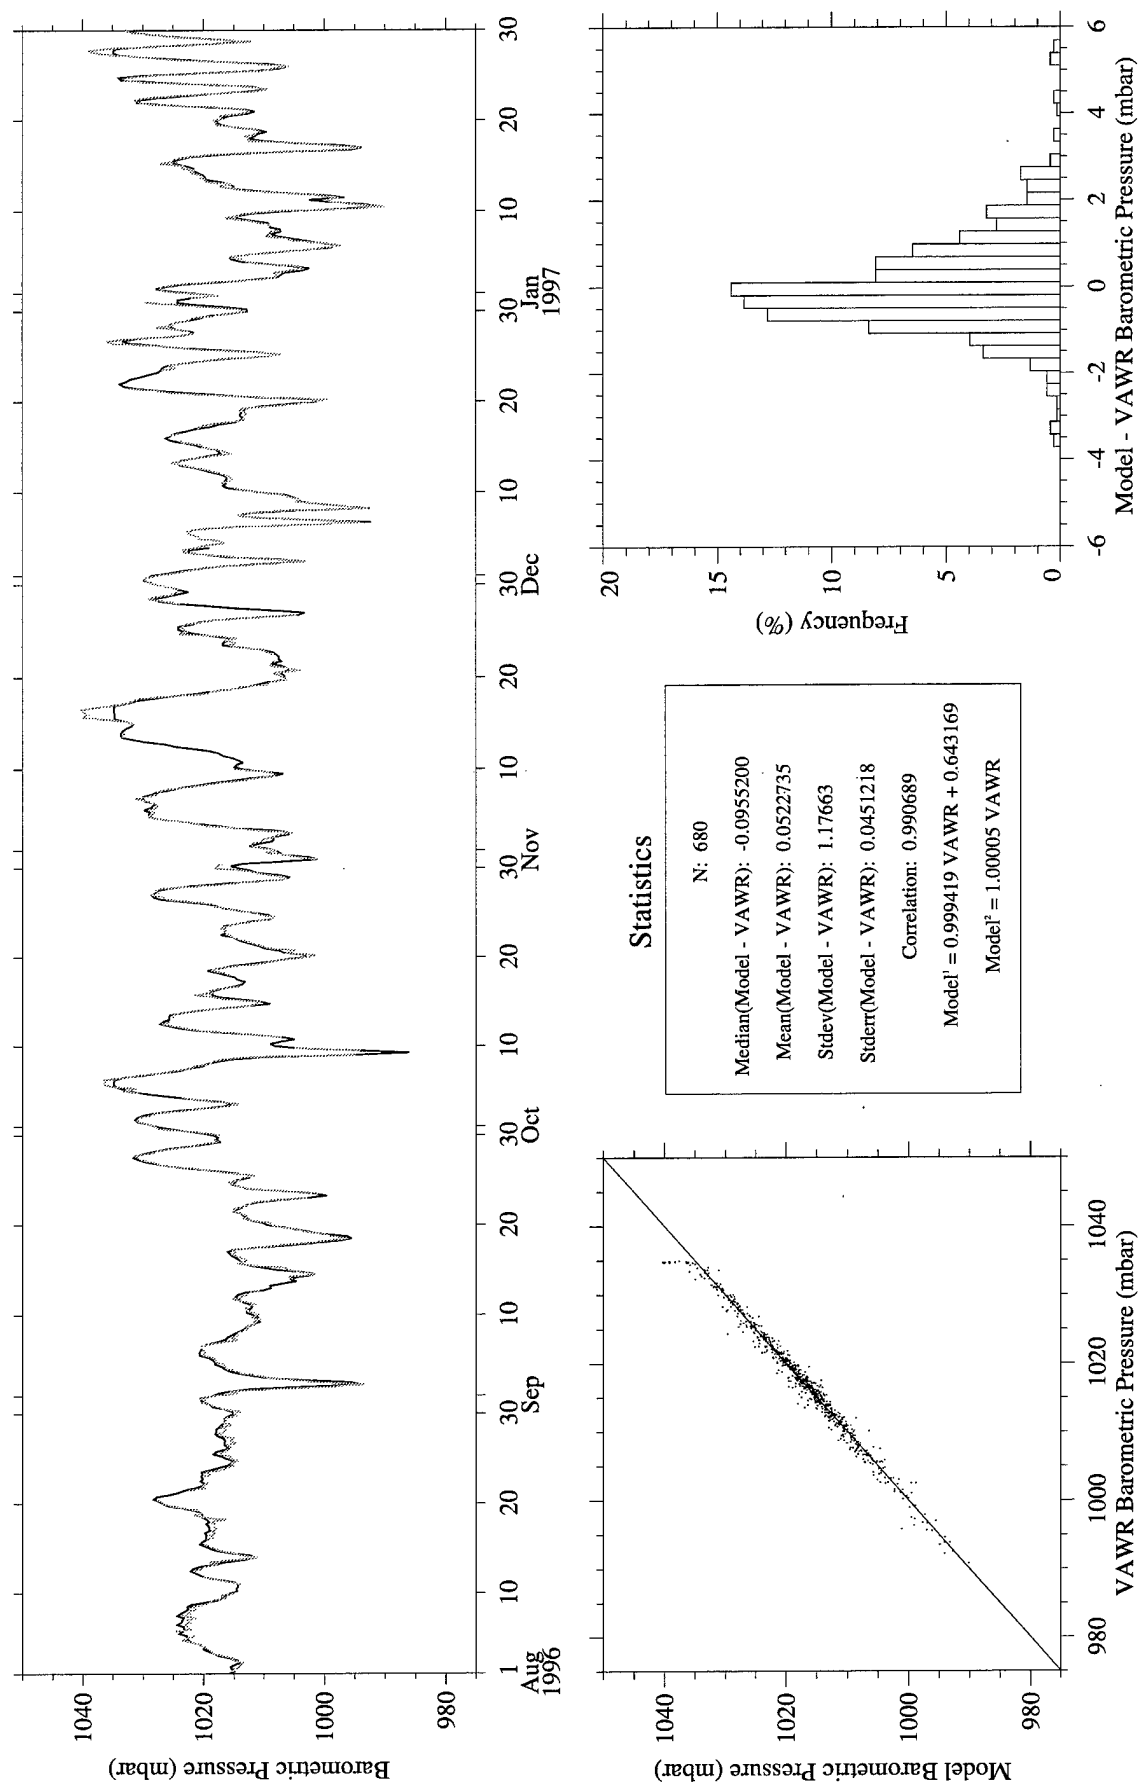 Barometric Pressure (mbar)
1040
1020
1000
980
1 10 20 30 10 20 30 10 20 30 10 20 30 10 20 30 10 20 30
Aug Sep Oct Nov Dec Jan
1996 1997
Model Barometric Pressure (mbar)
1040
1020
1000
980
980 1000 1020 1040
VAWR Barometric Pressure (mbar)
Statistics
N: 680
Median(Model - VAWR): -0.0955200
Mean(Model - VAWR): 0.0522735
Stdev(Model - VAWR): 1.17663
Stderr(Model - VAWR): 0.0451218
Correlation: 0.990689
Model¹ = 0.999419 VAWR + 0.643169
Model² = 1.00005 VAWR
Frequency (%)
20
15
10
5
0
-6 -4 -2 0 2 4 6
Model - VAWR Barometric Pressure (mbar)